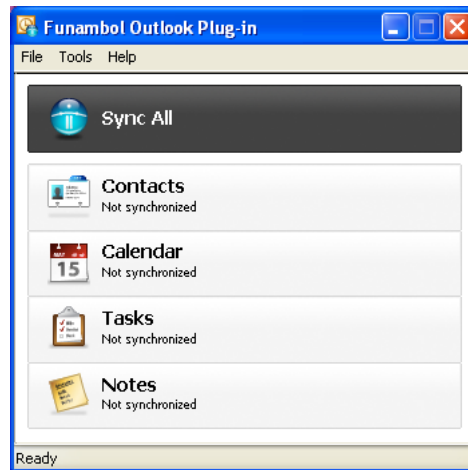 Funambol Outlook Plug-in
File Tools Help
Sync All
Contacts
Not synchronized
Calendar
Not synchronized
15
Tasks
Not synchronized
Notes
Not synchronized
Ready